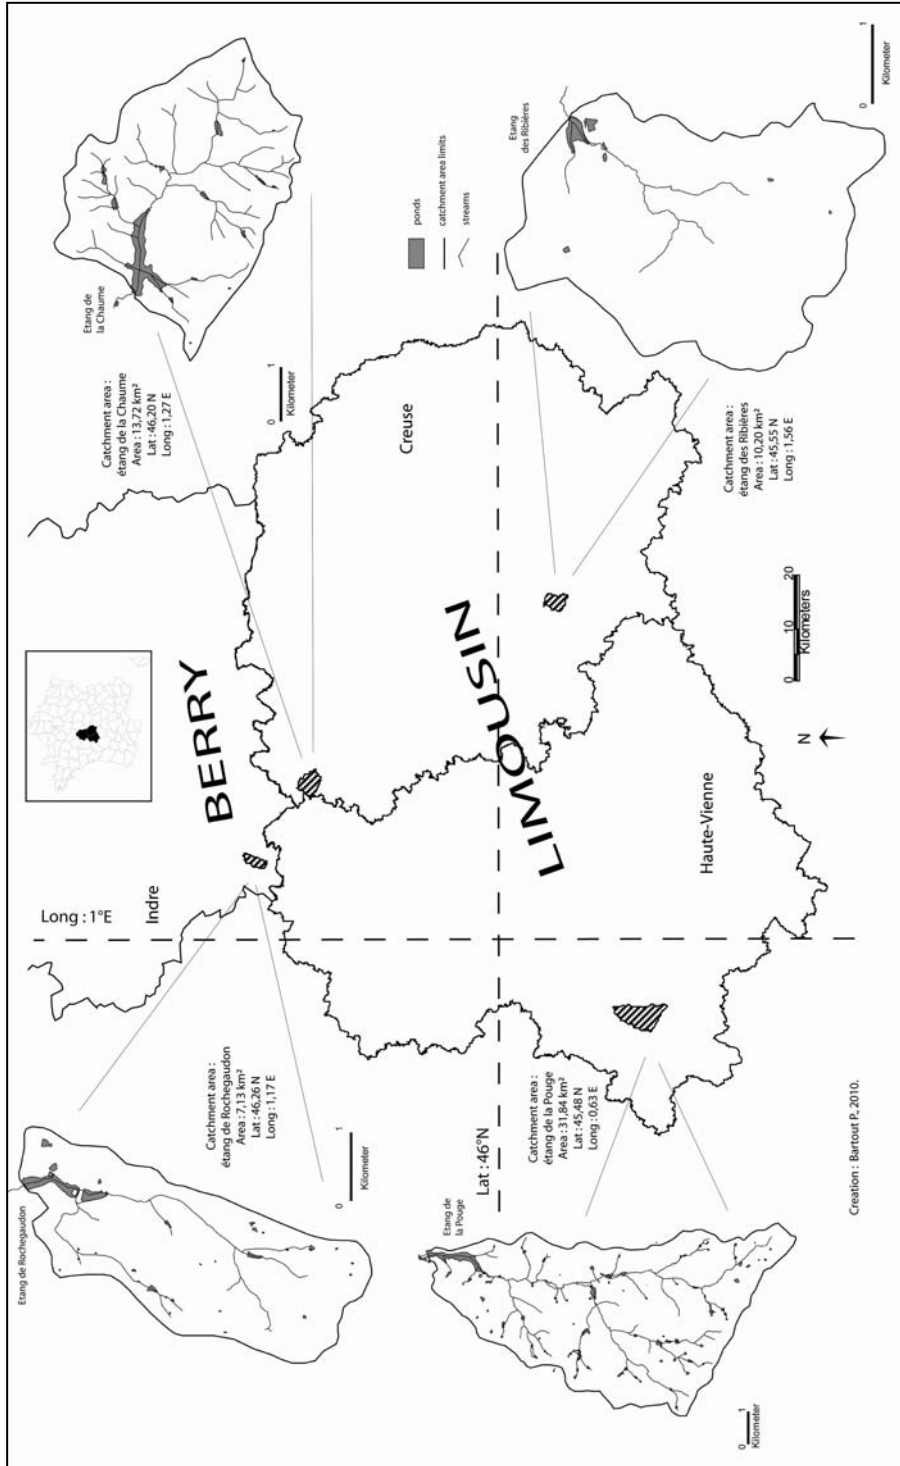 Etang de
la Chaume
Catchment area :
étang de la Chaume
Area : 13,72 km²
Lat : 46,20 N
Long : 1,27 E
0 1
Kilometer
ponds
catchment area limits
streams
Etang
des Ribières
0 1
Kilometer
Catchment area :
étang des Ribières
Area : 10,20 km²
Lat : 45,55 N
Long : 1,56 E
Creuse
BERRY
LIMOUSIN
Indre
Long : 1°E
Haute-Vienne
N
0 10 20
Kilometers
Etang de Rochegaudon
Catchment area :
étang de Rochegaudon
Area : 7,13 km²
Lat : 46,26 N
Long : 1,17 E
0 1
Kilometer
Lat : 46°N
Etang de
la Pouge
Catchment area :
étang de la Pouge
Area : 31,84 km²
Lat : 45,48 N
Long : 0,63 E
0 1
Kilometer
Creation : Bartout P., 2010.